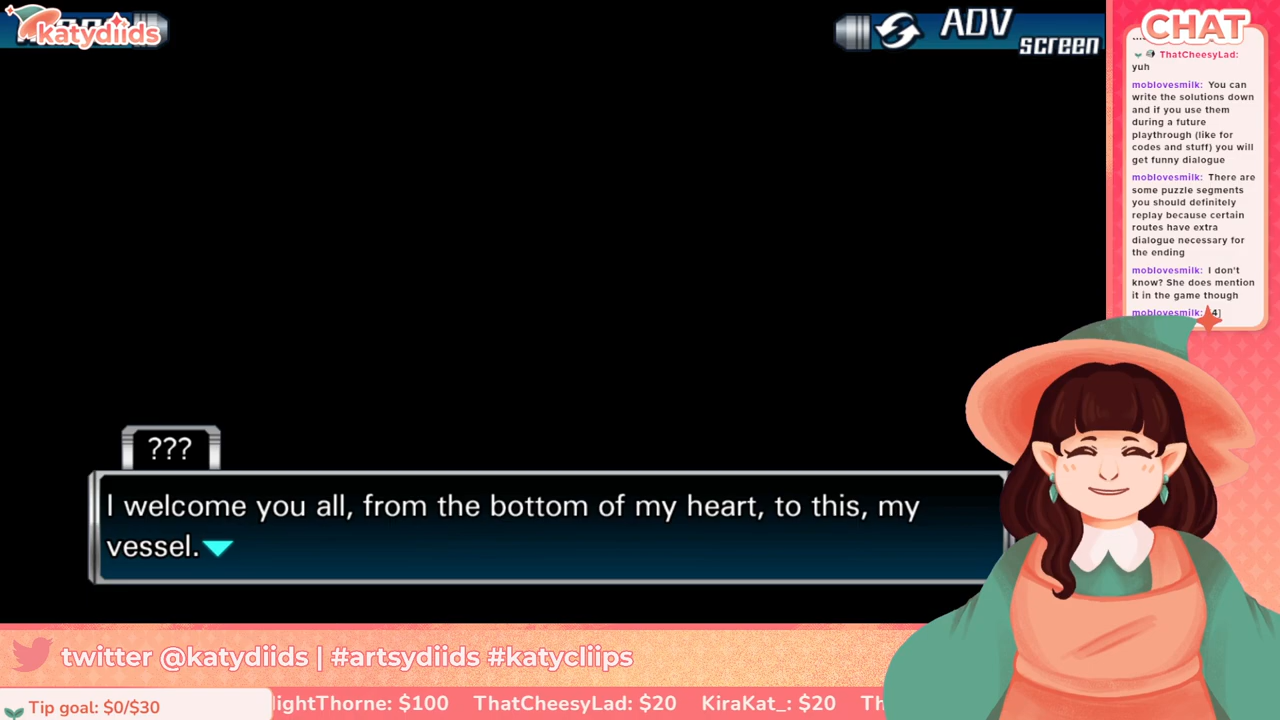 katydiids
ADV
screen
CHAT
ThatCheesyLad:
yuh
moblovesmilk: You can
write the solutions down
and if you use them
during a future
playthrough (like for
codes and stuff) you will
get funny dialogue
moblovesmilk: There are
some puzzle segments
you should definitely
replay because certain
routes have extra
dialogue necessary for
the ending
moblovesmilk: I don't
know? She does mention
it in the game though
moblovesmilk: 4]
???
I welcome you all, from the bottom of my heart, to this, my
vessel.
twitter @katydiids | #artsydiids #katycliips
Tip goal: $0/$30
lightThorne: $100 ThatCheesyLad: $20 KiraKat_: $20 Th